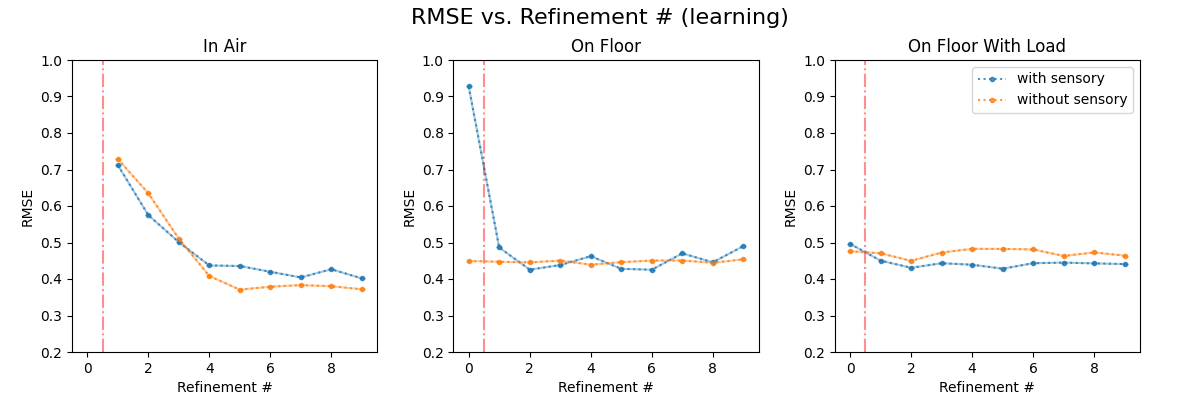 RMSE vs. Refinement # (learning)
In Air
1.0
0.9
0.8
0.7
0.6
0.5
0.4
0.3
0.2
RMSE
0 2 4 6 8
Refinement #
On Floor
1.0
0.9
0.8
0.7
0.6
0.5
0.4
0.3
0.2
RMSE
0 2 4 6 8
Refinement #
On Floor With Load
1.0
0.9
0.8
0.7
0.6
0.5
0.4
0.3
0.2
RMSE
with sensory
without sensory
0 2 4 6 8
Refinement #